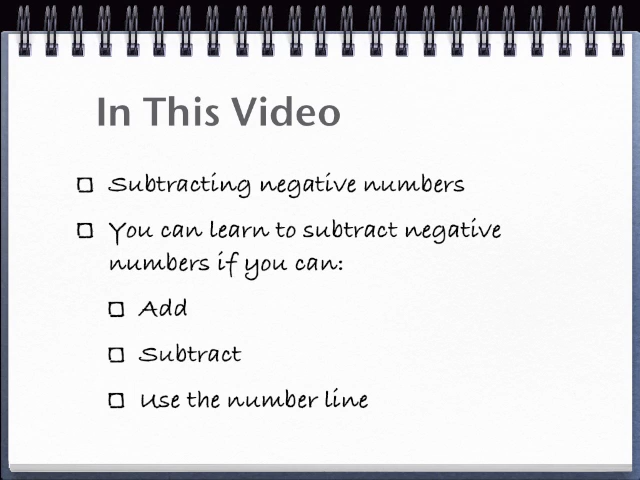 In This Video
Subtracting negative numbers
You can learn to subtract negative
numbers if you can:
Add
Subtract
Use the number line